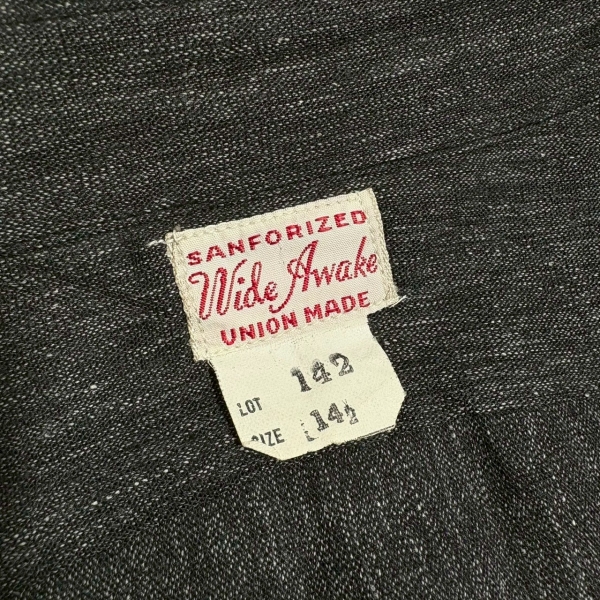 SANFORIZED
Wide Awake
UNION MADE
LOT 142
SIZE 14½